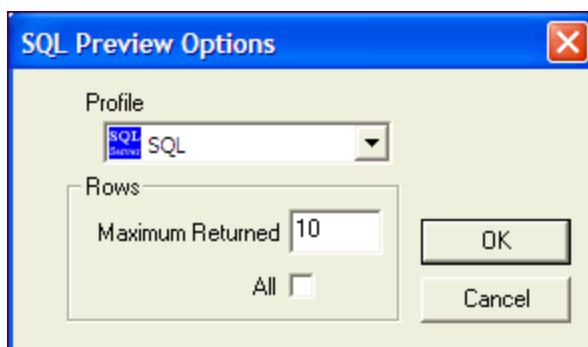 SQL Preview Options
Profile
SQL
Server
SQL
Rows
Maximum Returned 10
All
OK
Cancel